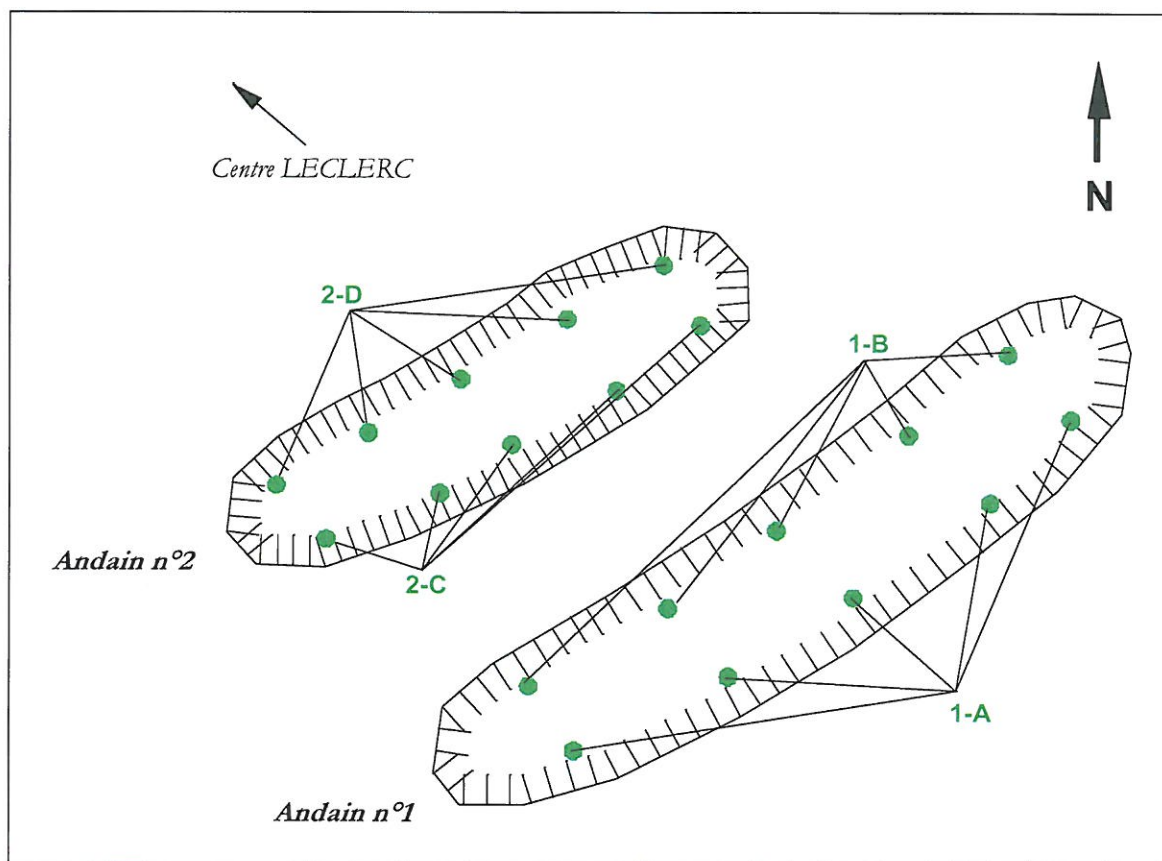 Centre LECLERC
N
2-D
1-B
Andain n°2
2-C
1-A
Andain n°1